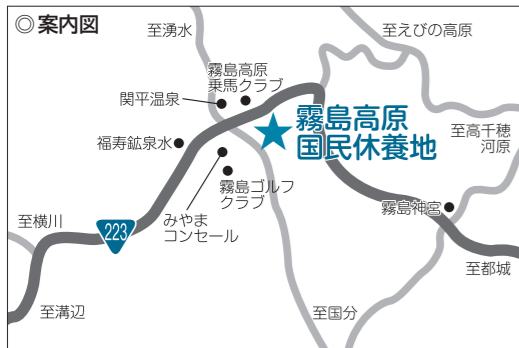 ◎案内図
至湧水
至えびの高原
霧島高原
乗馬クラブ
関平温泉
霧島高原
国民休養地
至高千穂
河原
福寿鉱泉水
霧島ゴルフ
クラブ
みやま
コンセール
霧島神宮
至横川
223
至都城
至溝辺
至国分